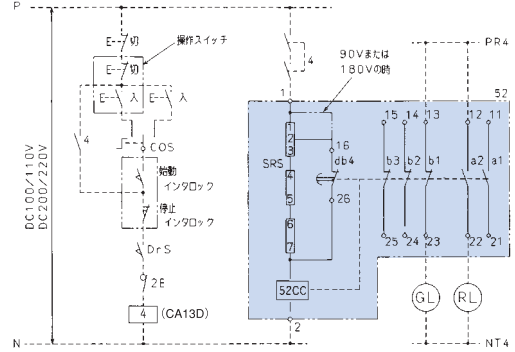 P
E 切
操作スイッチ
E 切
E 入
E 入
4
COS
始動
インタロック
停止
インタロック
DrS
2E
4 (CA13D)
N
DC100/110V
DC200/220V
4
90Vまたは
180Vの時
1
52
PR4
1
2
3
SRS
4
5
6
7
16
db4
26
52CC
2
15 14 13 12 11
b3 b2 b1 a2 a1
25 24 23 22 21
GL RL
NT4